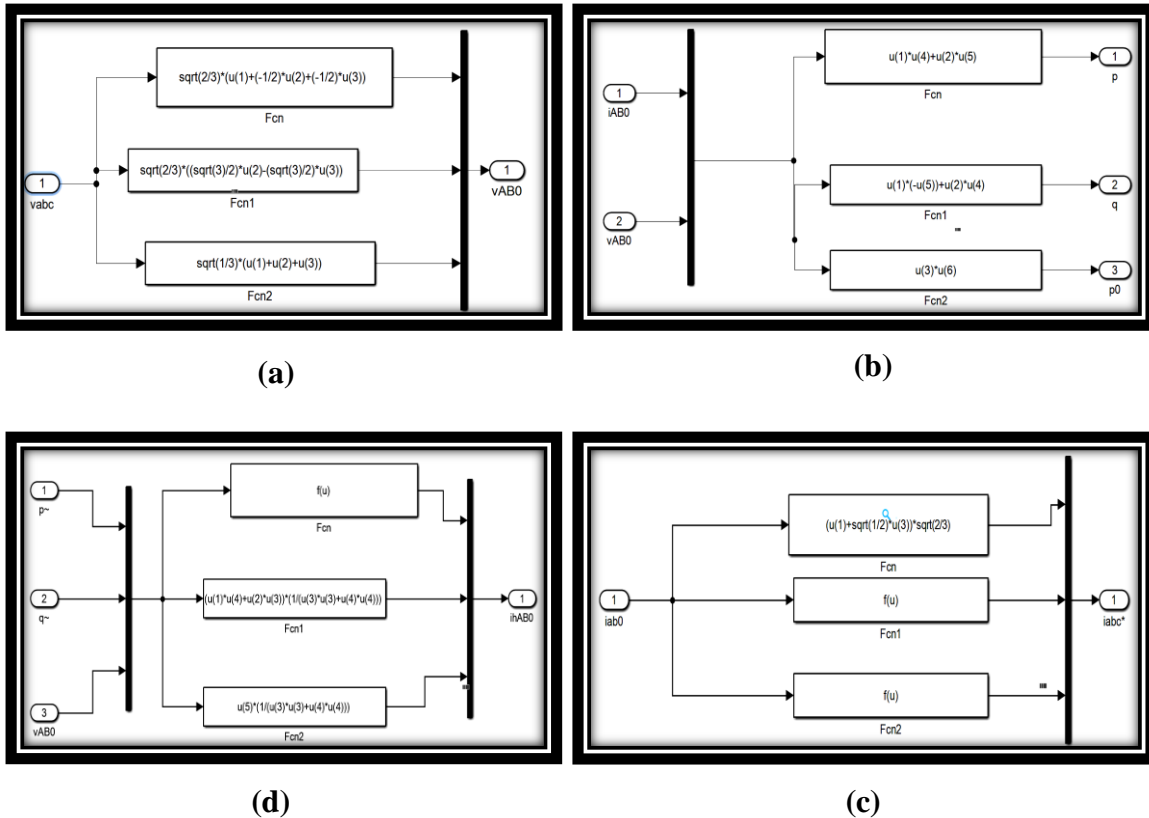 sqrt(2/3)*(u(1)+(-1/2)*u(2)+(-1/2)*u(3))
Fcn
1
vabc
sqrt(2/3)*((sqrt(3)/2)*u(2)-(sqrt(3)/2)*u(3))
Fcn1
1
vAB0
sqrt(1/3)*(u(1)+u(2)+u(3))
Fcn2
(a)
u(1)*u(4)+u(2)*u(5)
Fcn
1
p
1
iAB0
u(1)*(-u(5))+u(2)*u(4)
Fcn1
2
q
2
vAB0
u(3)*u(6)
Fcn2
3
p0
(b)
1
p~
f(u)
Fcn
2
q~
(u(1)*u(4)+u(2)*u(3))*(1/(u(3)*u(3)+u(4)*u(4)))
Fcn1
1
ihAB0
3
vAB0
u(5)*(1/(u(3)*u(3)+u(4)*u(4)))
Fcn2
(d)
(u(1)+sqrt(1/2)*u(3))*sqrt(2/3)
Fcn
1
iab0
f(u)
Fcn1
1
iabc*
f(u)
Fcn2
(c)